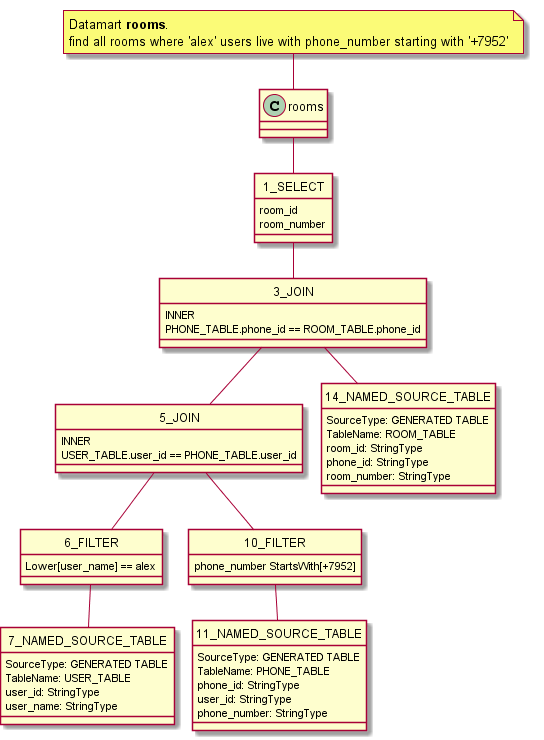 Datamart rooms.
find all rooms where 'alex' users live with phone_number starting with '+7952'
C rooms
1_SELECT
room_id
room_number
3_JOIN
INNER
PHONE_TABLE.phone_id == ROOM_TABLE.phone_id
5_JOIN
INNER
USER_TABLE.user_id == PHONE_TABLE.user_id
14_NAMED_SOURCE_TABLE
SourceType: GENERATED TABLE
TableName: ROOM_TABLE
room_id: StringType
phone_id: StringType
room_number: StringType
6_FILTER
Lower[user_name] == alex
10_FILTER
phone_number StartsWith[+7952]
7_NAMED_SOURCE_TABLE
SourceType: GENERATED TABLE
TableName: USER_TABLE
user_id: StringType
user_name: StringType
11_NAMED_SOURCE_TABLE
SourceType: GENERATED TABLE
TableName: PHONE_TABLE
phone_id: StringType
user_id: StringType
phone_number: StringType